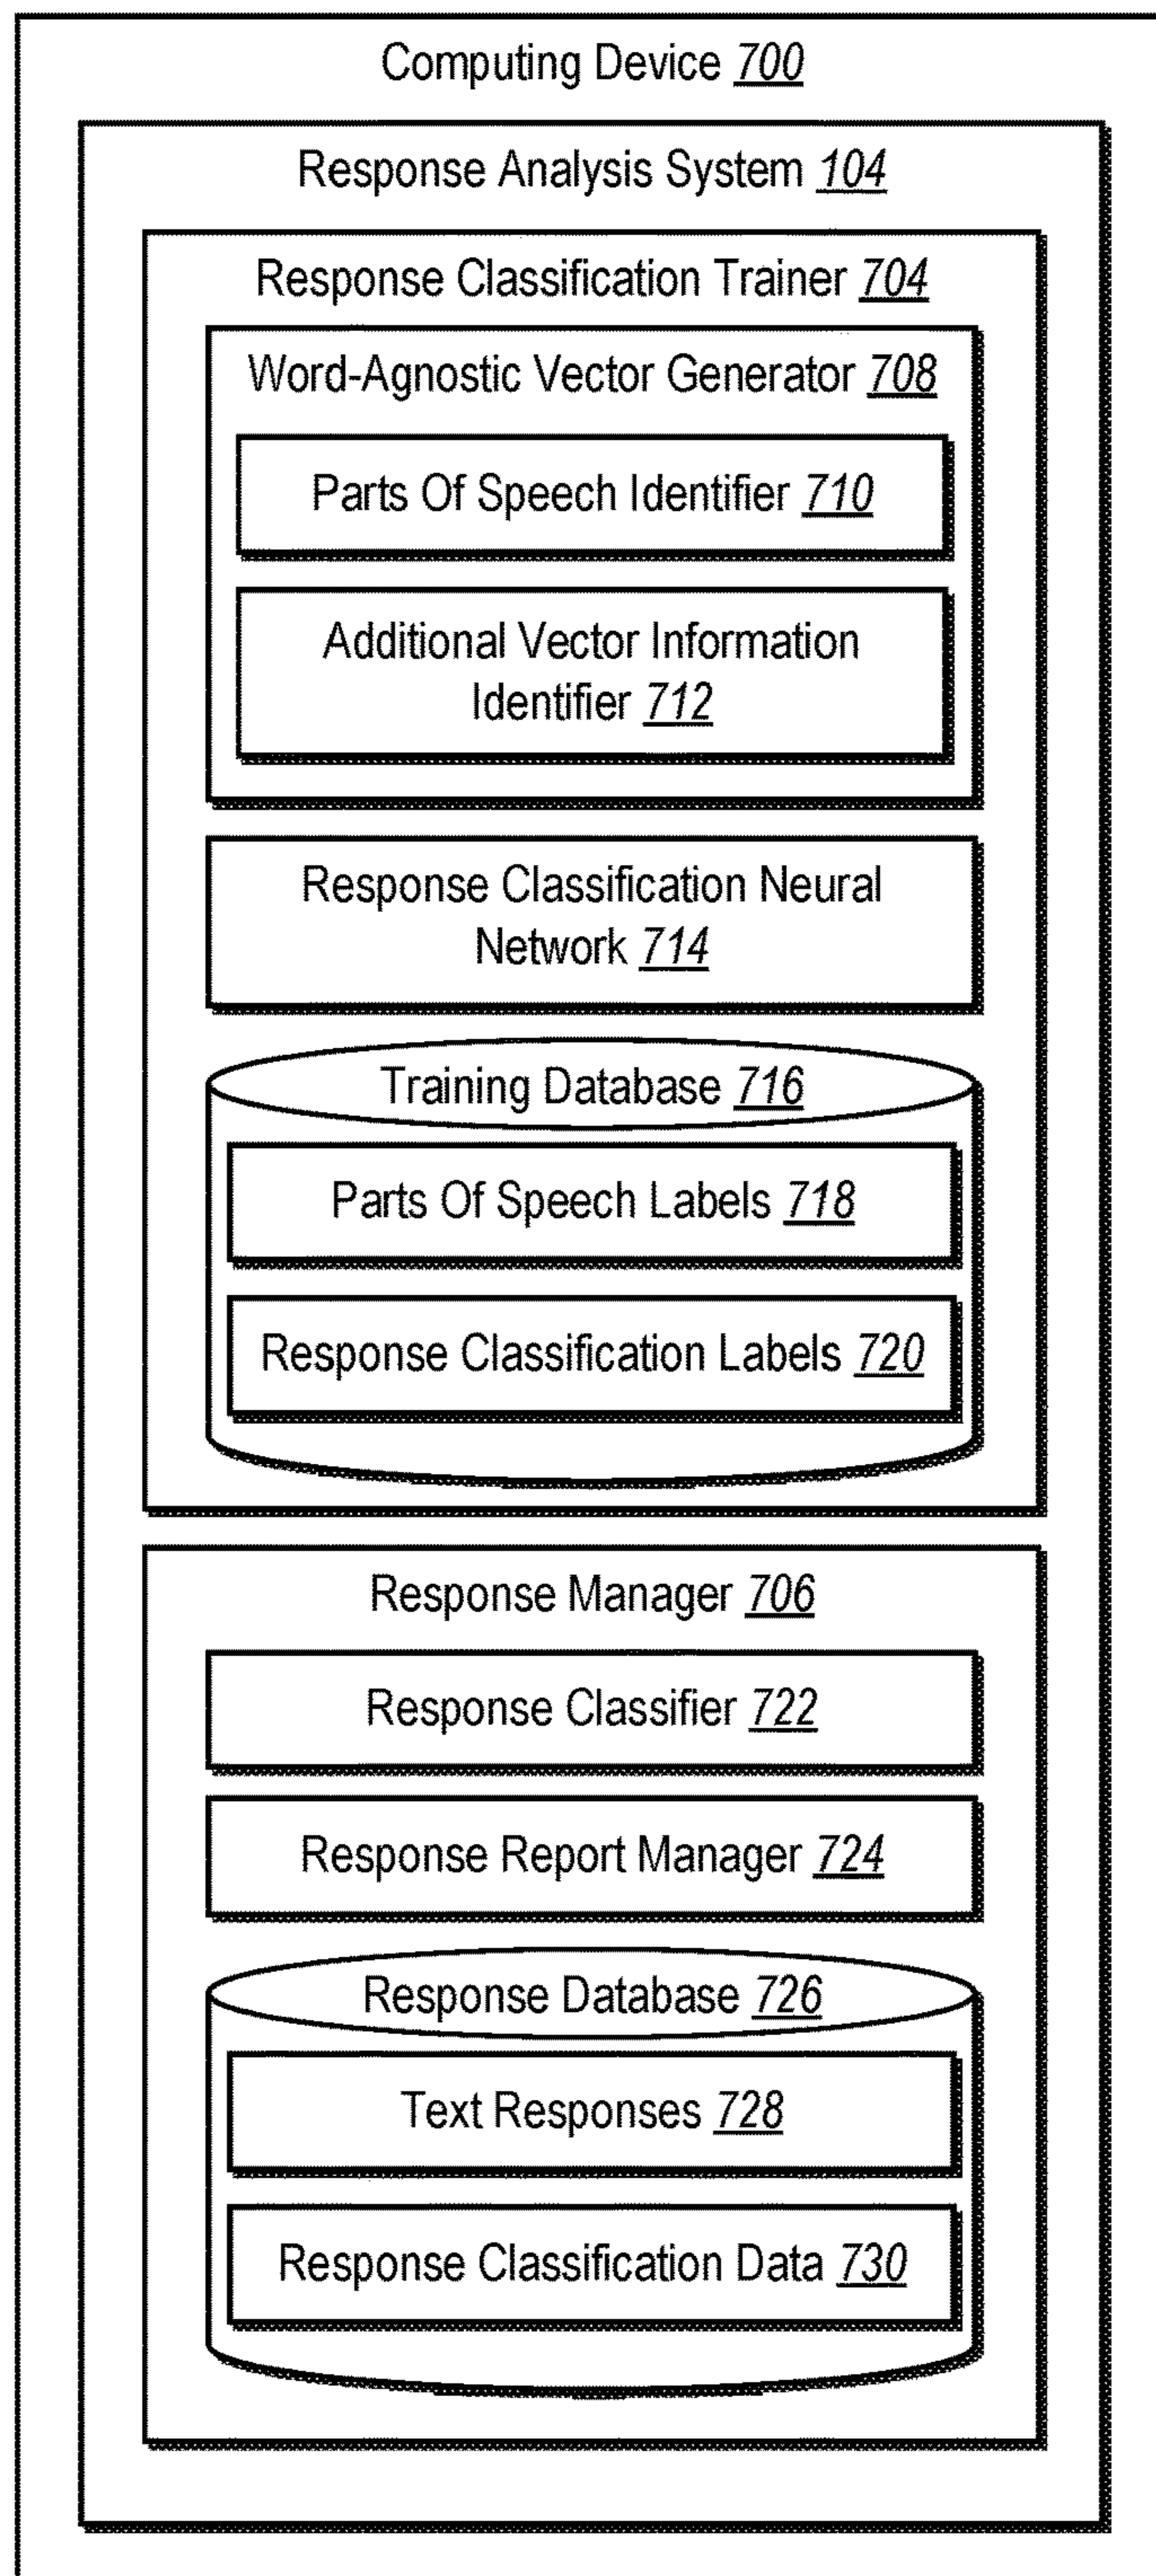 Computing Device 700
Response Analysis System 104
Response Classification Trainer 704
Word-Agnostic Vector Generator 708
Parts Of Speech Identifier 710
Additional Vector Information
Identifier 712
Response Classification Neural
Network 714
Training Database 716
Parts Of Speech Labels 718
Response Classification Labels 720
Response Manager 706
Response Classifier 722
Response Report Manager 724
Response Database 726
Text Responses 728
Response Classification Data 730